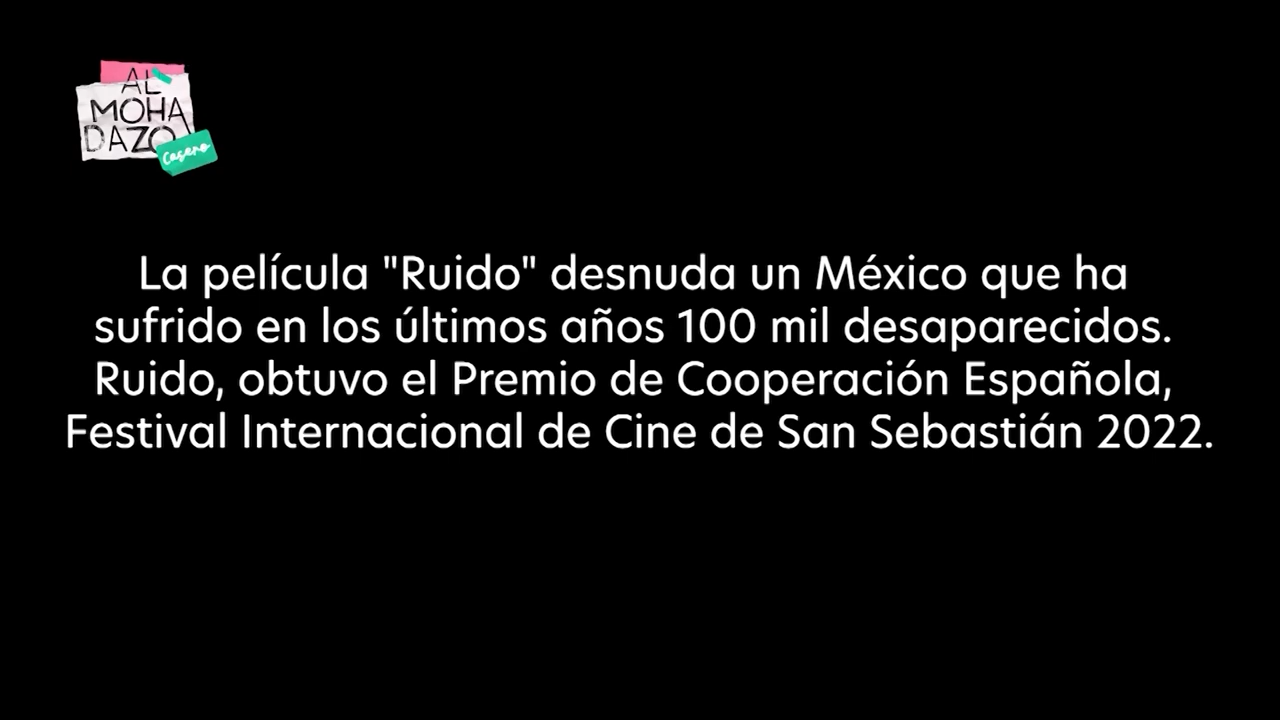 AL
MOHA
DAZO
Casero
La película "Ruido" desnuda un México que ha
sufrido en los últimos años 100 mil desaparecidos.
Ruido, obtuvo el Premio de Cooperación Española,
Festival Internacional de Cine de San Sebastián 2022.